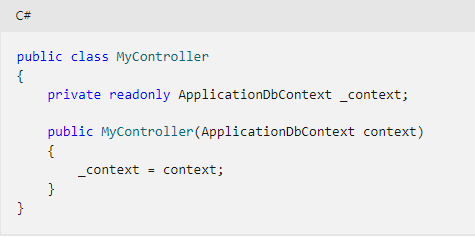 C#
public class MyController
{
    private readonly ApplicationDbContext _context;
    public MyController(ApplicationDbContext context)
    {
        _context = context;
    }
}